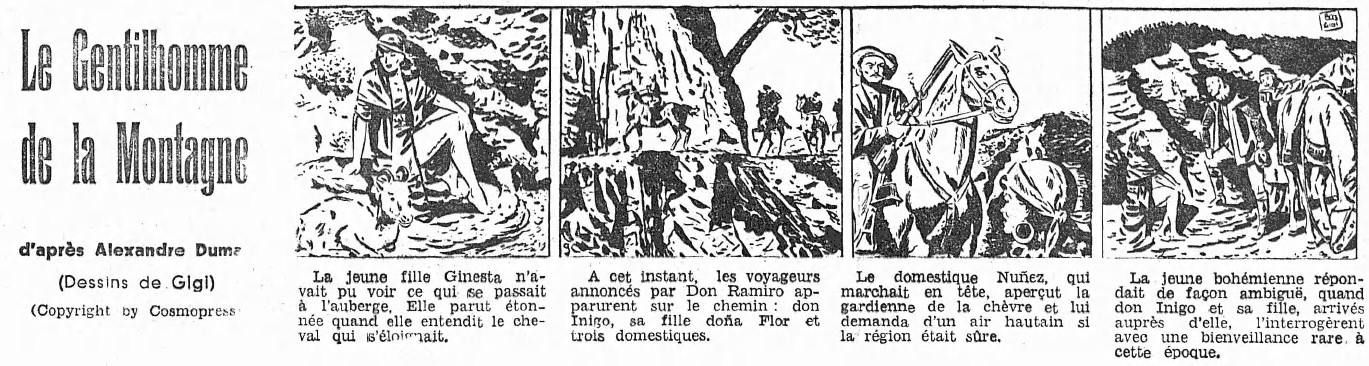 Le Gentilhomme
de la Montagne
d'après Alexandre Duma
(Dessins de Gigi)
(Copyright by Cosmopress
La jeune fille Ginesta n'a-
vait pu voir ce qui se passait
à l'auberge. Elle parut éton-
née quand elle entendit le che-
val qui s'éloignait.
A cet instant, les voyageurs
annoncés par Don Ramiro ap-
parurent sur le chemin : don
Inigo, sa fille doña Flor et
trois domestiques.
Le domestique Nuñez, qui
marchait en tête, aperçut la
gardienne de la chèvre et lui
demanda d'un air hautain si
la région était sûre.
La jeune bohémienne répon-
dait de façon ambiguë, quand
don Inigo et sa fille, arrivés
auprès d'elle, l'interrogèrent
avec une bienveillance rare à
cette époque.